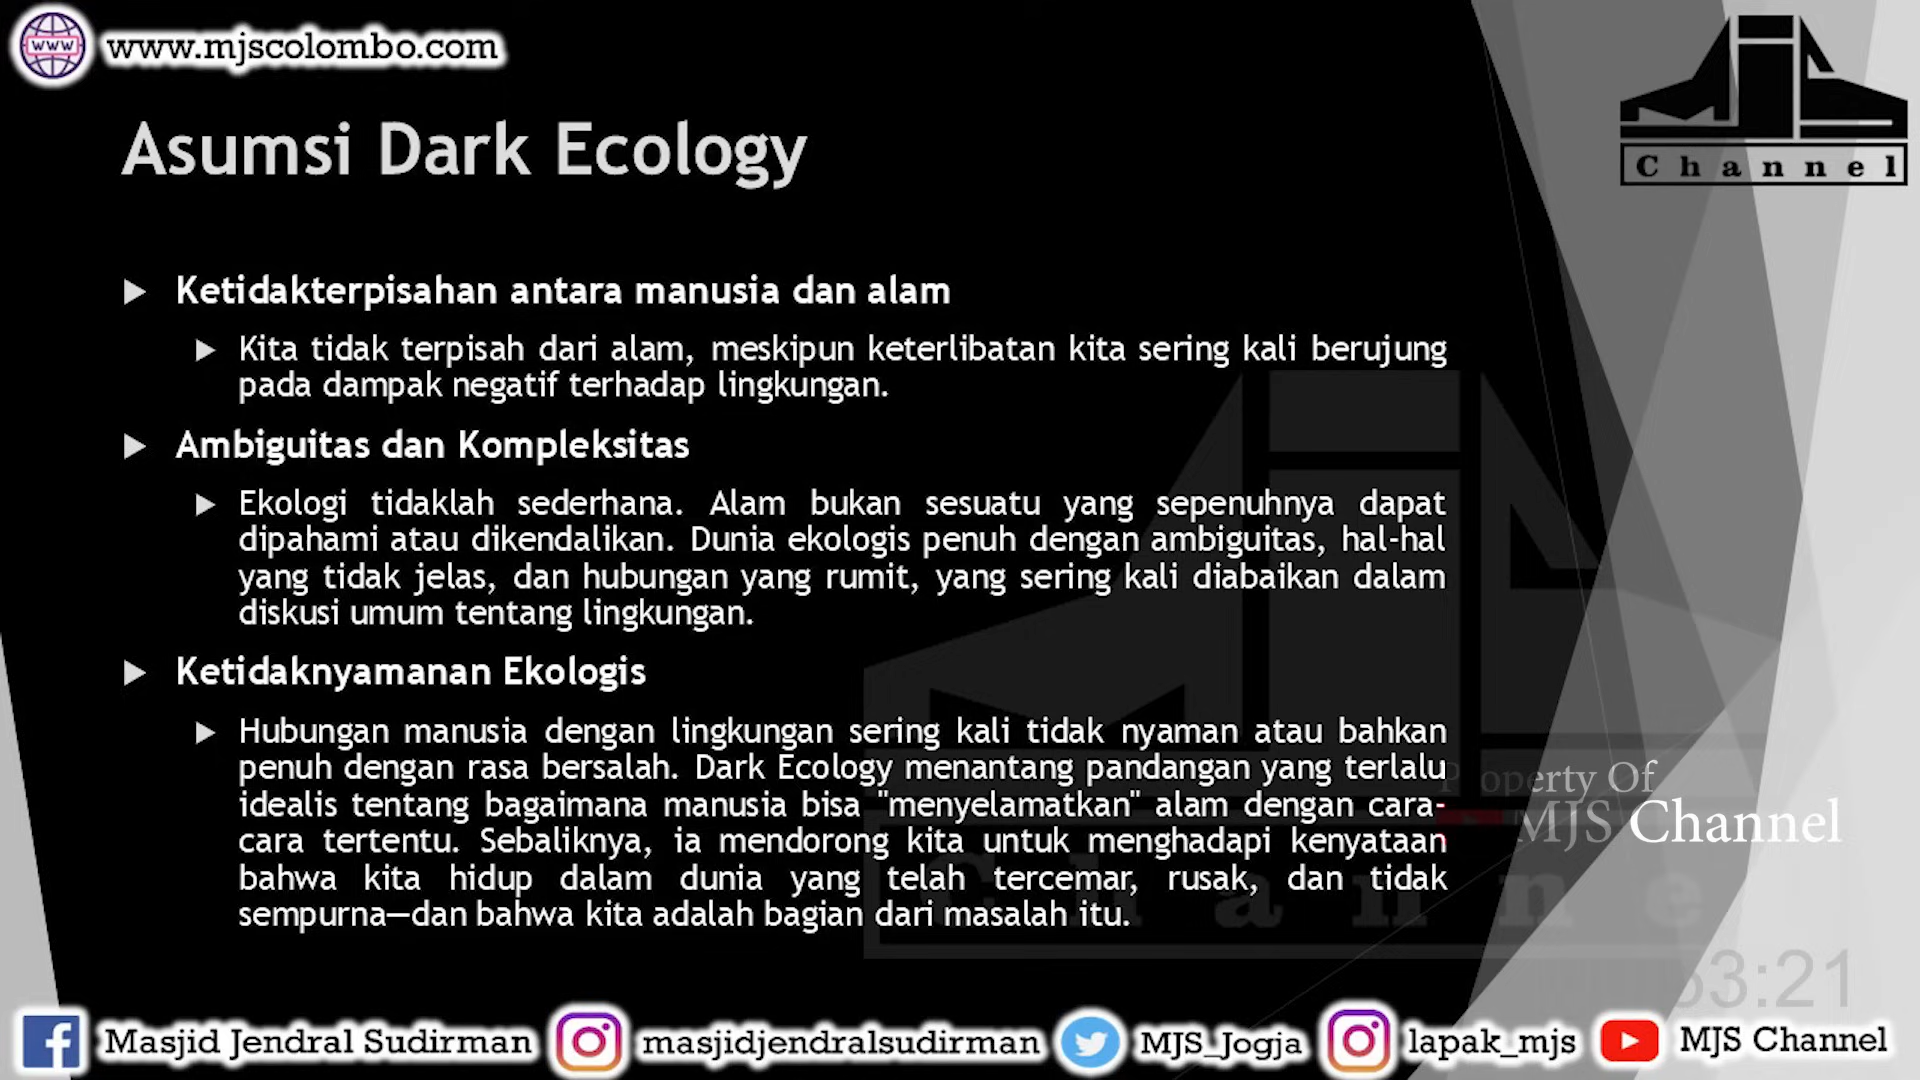 www.mjscolombo.com
Channel
Asumsi Dark Ecology
Ketidakterpisahan antara manusia dan alam
Kita tidak terpisah dari alam, meskipun keterlibatan kita sering kali berujung
pada dampak negatif terhadap lingkungan.
Ambiguitas dan Kompleksitas
Ekologi tidaklah sederhana. Alam bukan sesuatu yang sepenuhnya dapat
dipahami atau dikendalikan. Dunia ekologis penuh dengan ambiguitas, hal-hal
yang tidak jelas, dan hubungan yang rumit, yang sering kali diabaikan dalam
diskusi umum tentang lingkungan.
Ketidaknyamanan Ekologis
Hubungan manusia dengan lingkungan sering kali tidak nyaman atau bahkan
penuh dengan rasa bersalah. Dark Ecology menantang pandangan yang terlalu
idealis tentang bagaimana manusia bisa "menyelamatkan" alam dengan cara-
cara tertentu. Sebaliknya, ia mendorong kita untuk menghadapi kenyataan
bahwa kita hidup dalam dunia yang telah tercemar, rusak, dan tidak
sempurna—dan bahwa kita adalah bagian dari masalah itu.
Property Of
MJS Channel
Masjid Jendral Sudirman masjidjendralsudirman MJS_Jogja lapak_mjs MJS Channel